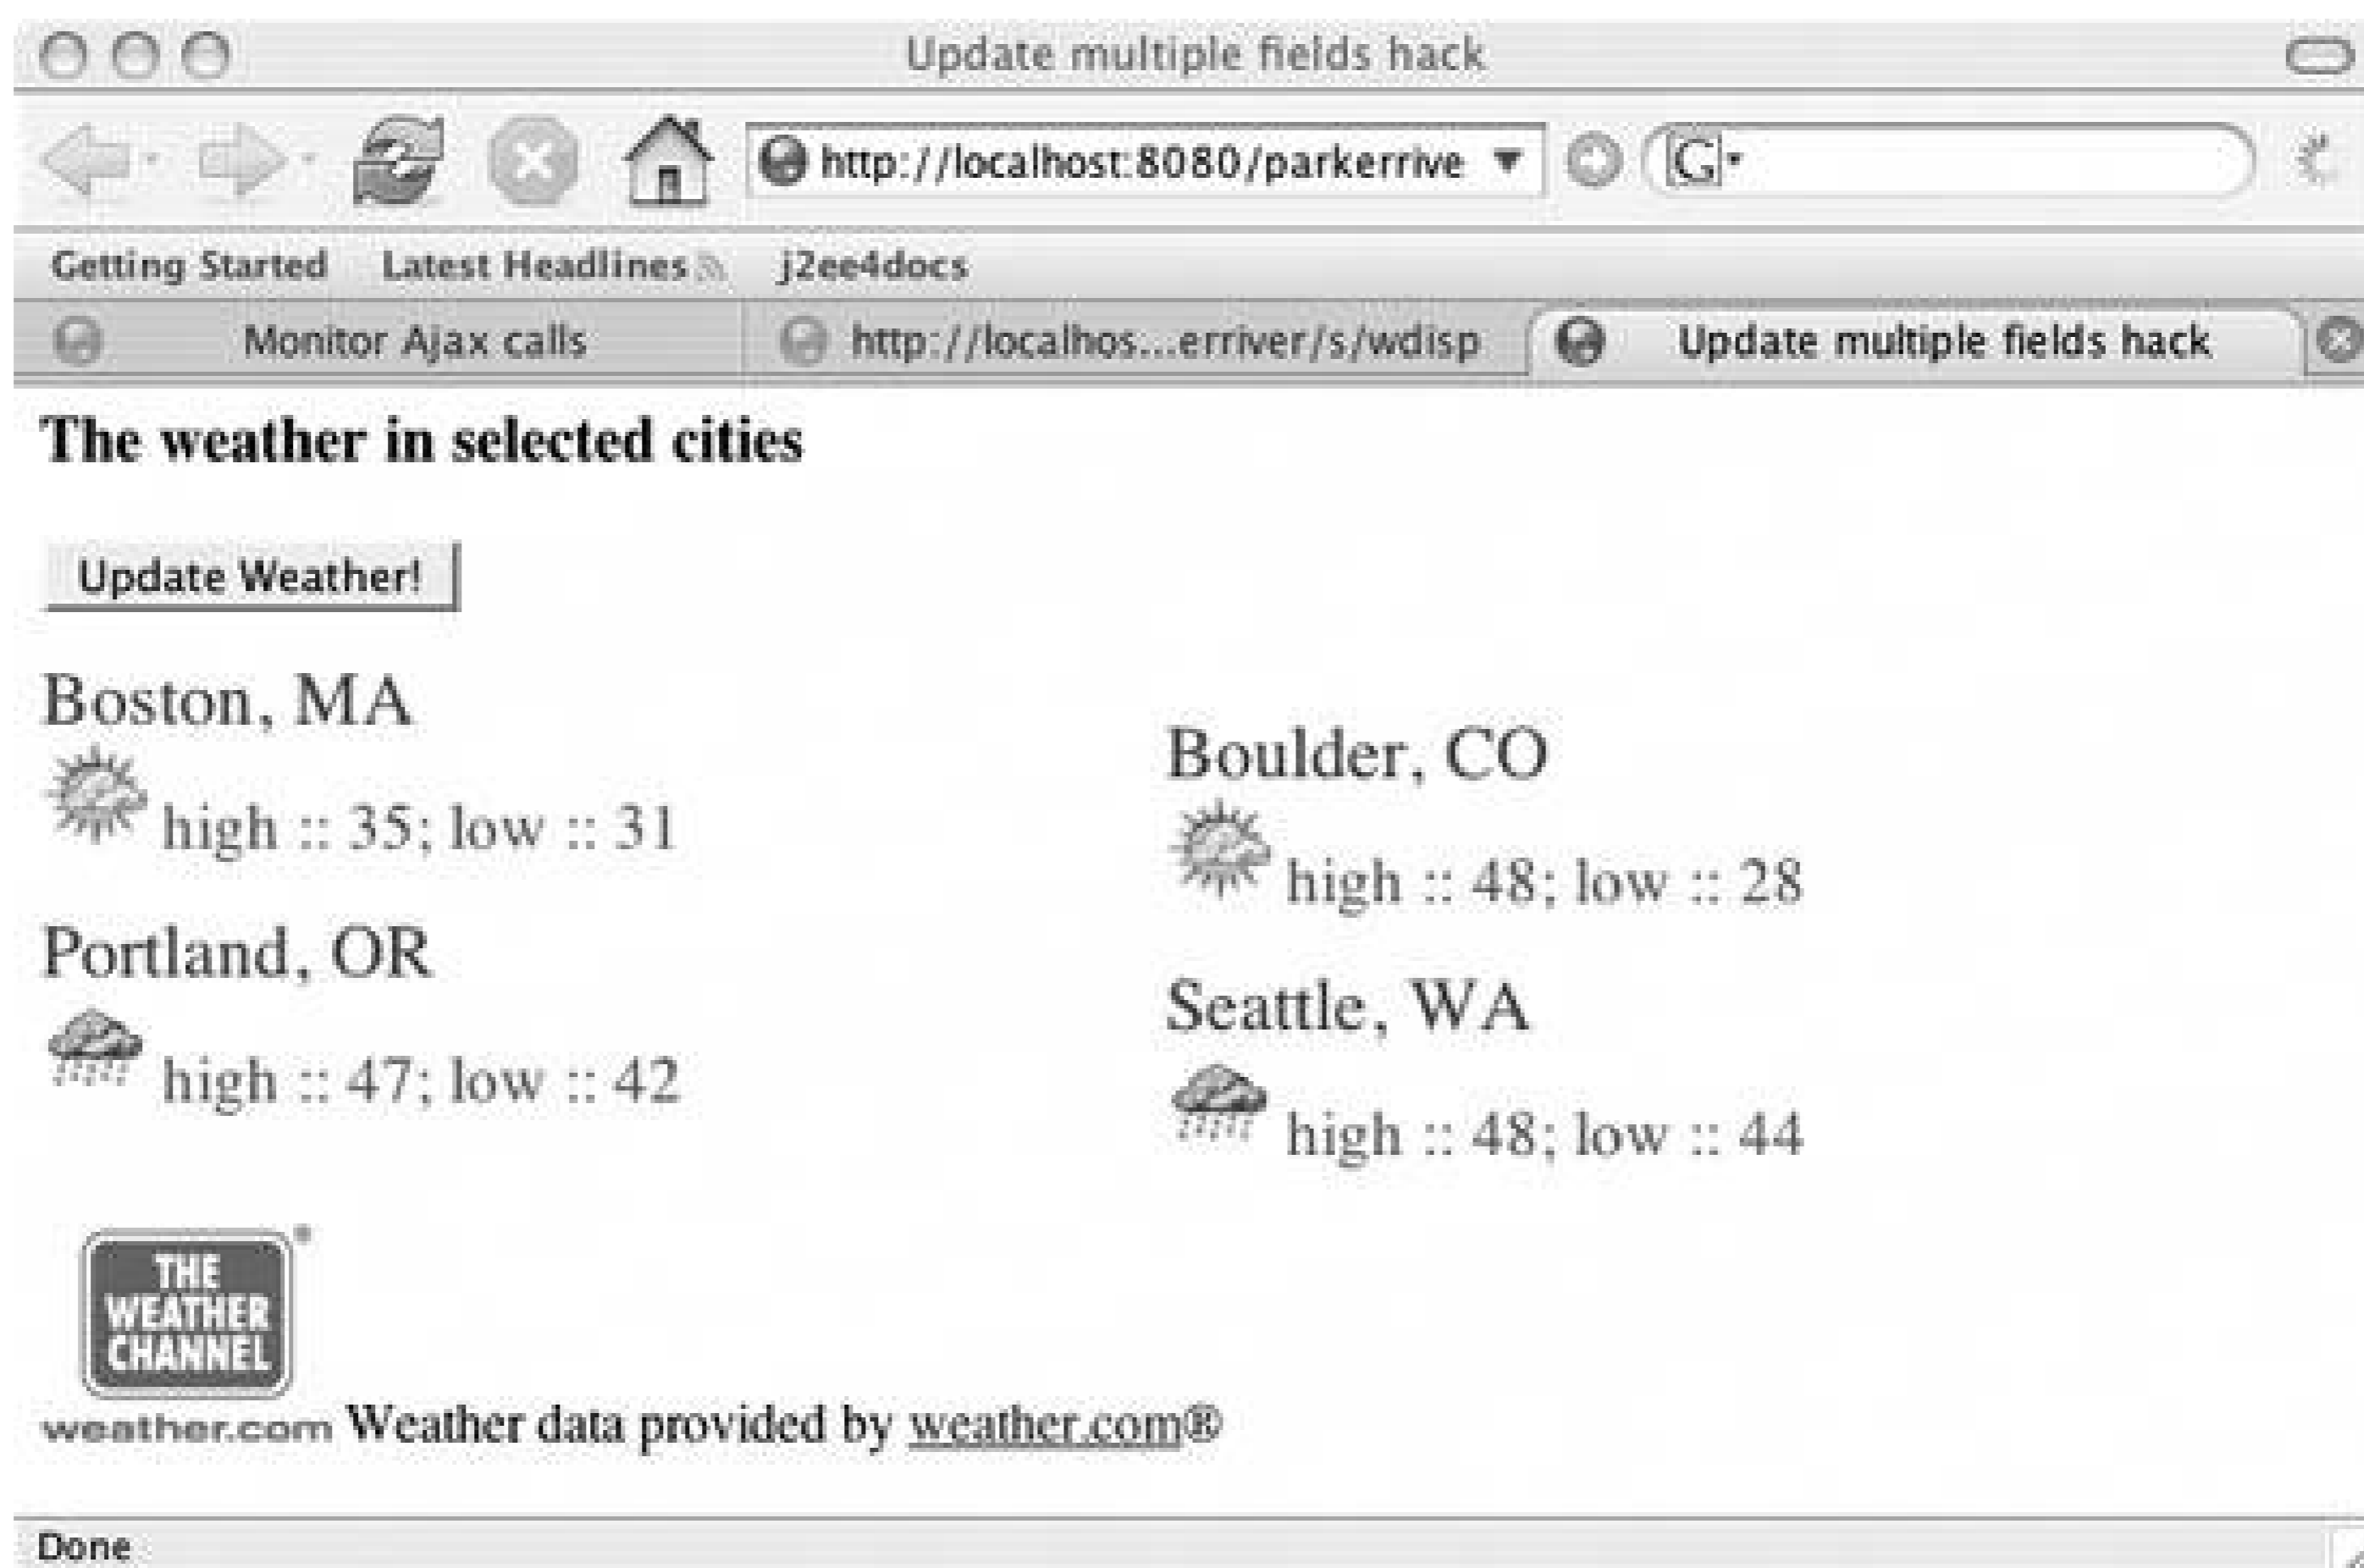 Update multiple fields hack
http://localhost:8080/parkerrive
G
Getting Started Latest Headlines j2ee4docs
Monitor Ajax calls http://localhos...erriver/s/wdisp Update multiple fields hack
The weather in selected cities
Update Weather!
Boston, MA
high :: 35; low :: 31
Boulder, CO
high :: 48; low :: 28
Portland, OR
high :: 47; low :: 42
Seattle, WA
high :: 48; low :: 44
THE
WEATHER
CHANNEL
®
weather.com Weather data provided by weather.com®
Done